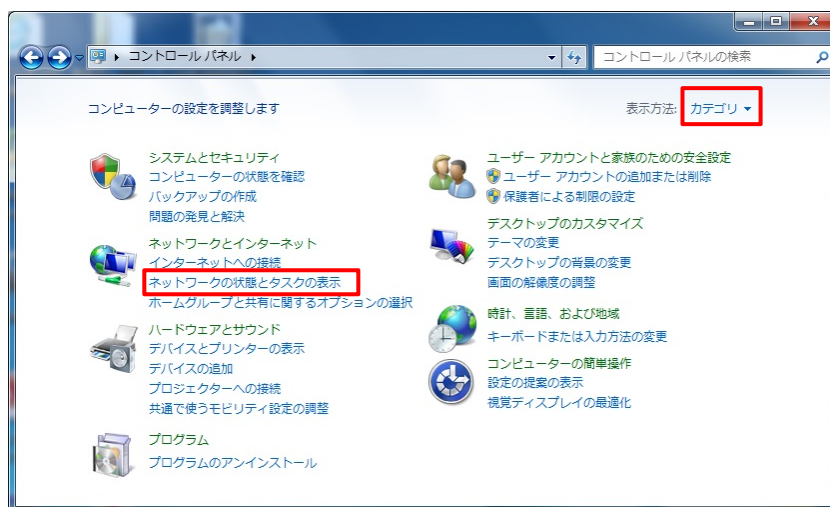 コントロール パネル
コントロール パネルの検索
コンピューターの設定を調整します
表示方法: カテゴリ
システムとセキュリティ
コンピューターの状態を確認
バックアップの作成
問題の発見と解決
ネットワークとインターネット
インターネットへの接続
ネットワークの状態とタスクの表示
ホームグループと共有に関するオプションの選択
ハードウェアとサウンド
デバイスとプリンターの表示
デバイスの追加
プロジェクターへの接続
共通で使うモビリティ設定の調整
プログラム
プログラムのアンインストール
ユーザー アカウントと家族のための安全設定
ユーザー アカウントの追加または削除
保護者による制限の設定
デスクトップのカスタマイズ
テーマの変更
デスクトップの背景の変更
画面の解像度の調整
時計、言語、および地域
キーボードまたは入力方法の変更
コンピューターの簡単操作
設定の提案の表示
視覚ディスプレイの最適化